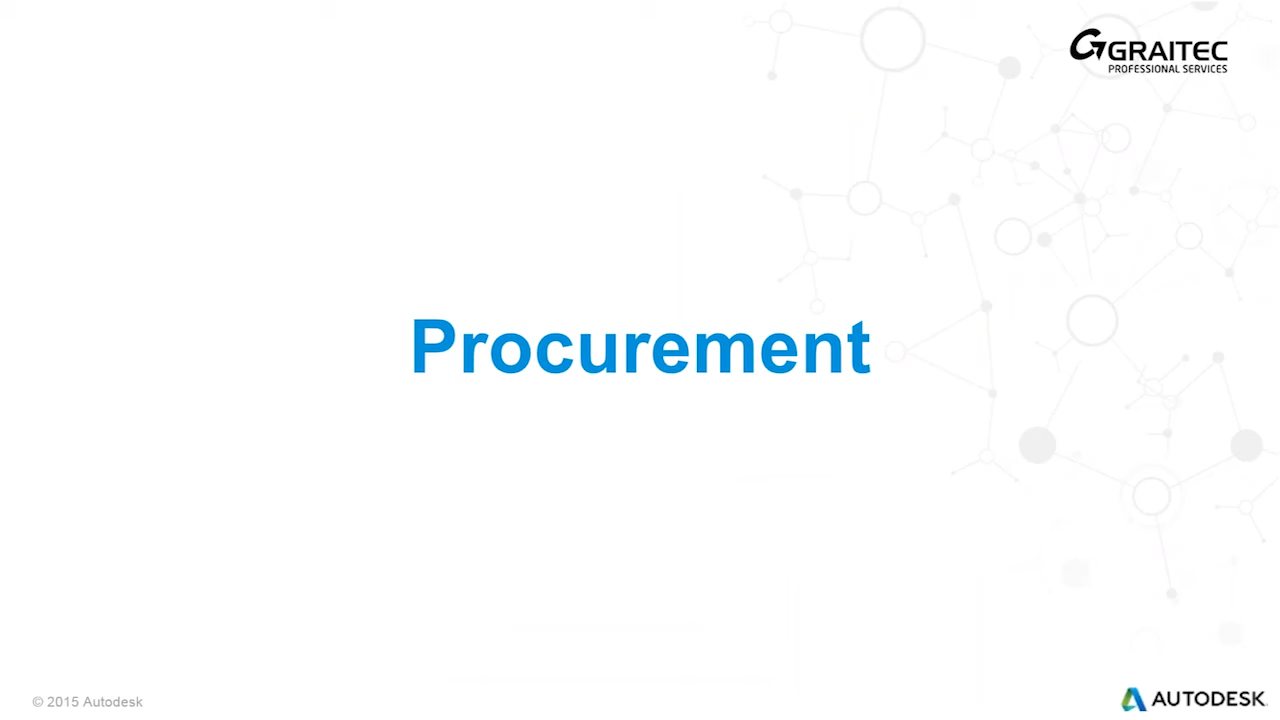 GRAITEC
PROFESSIONAL SERVICES
Procurement
© 2015 Autodesk
AUTODESK.